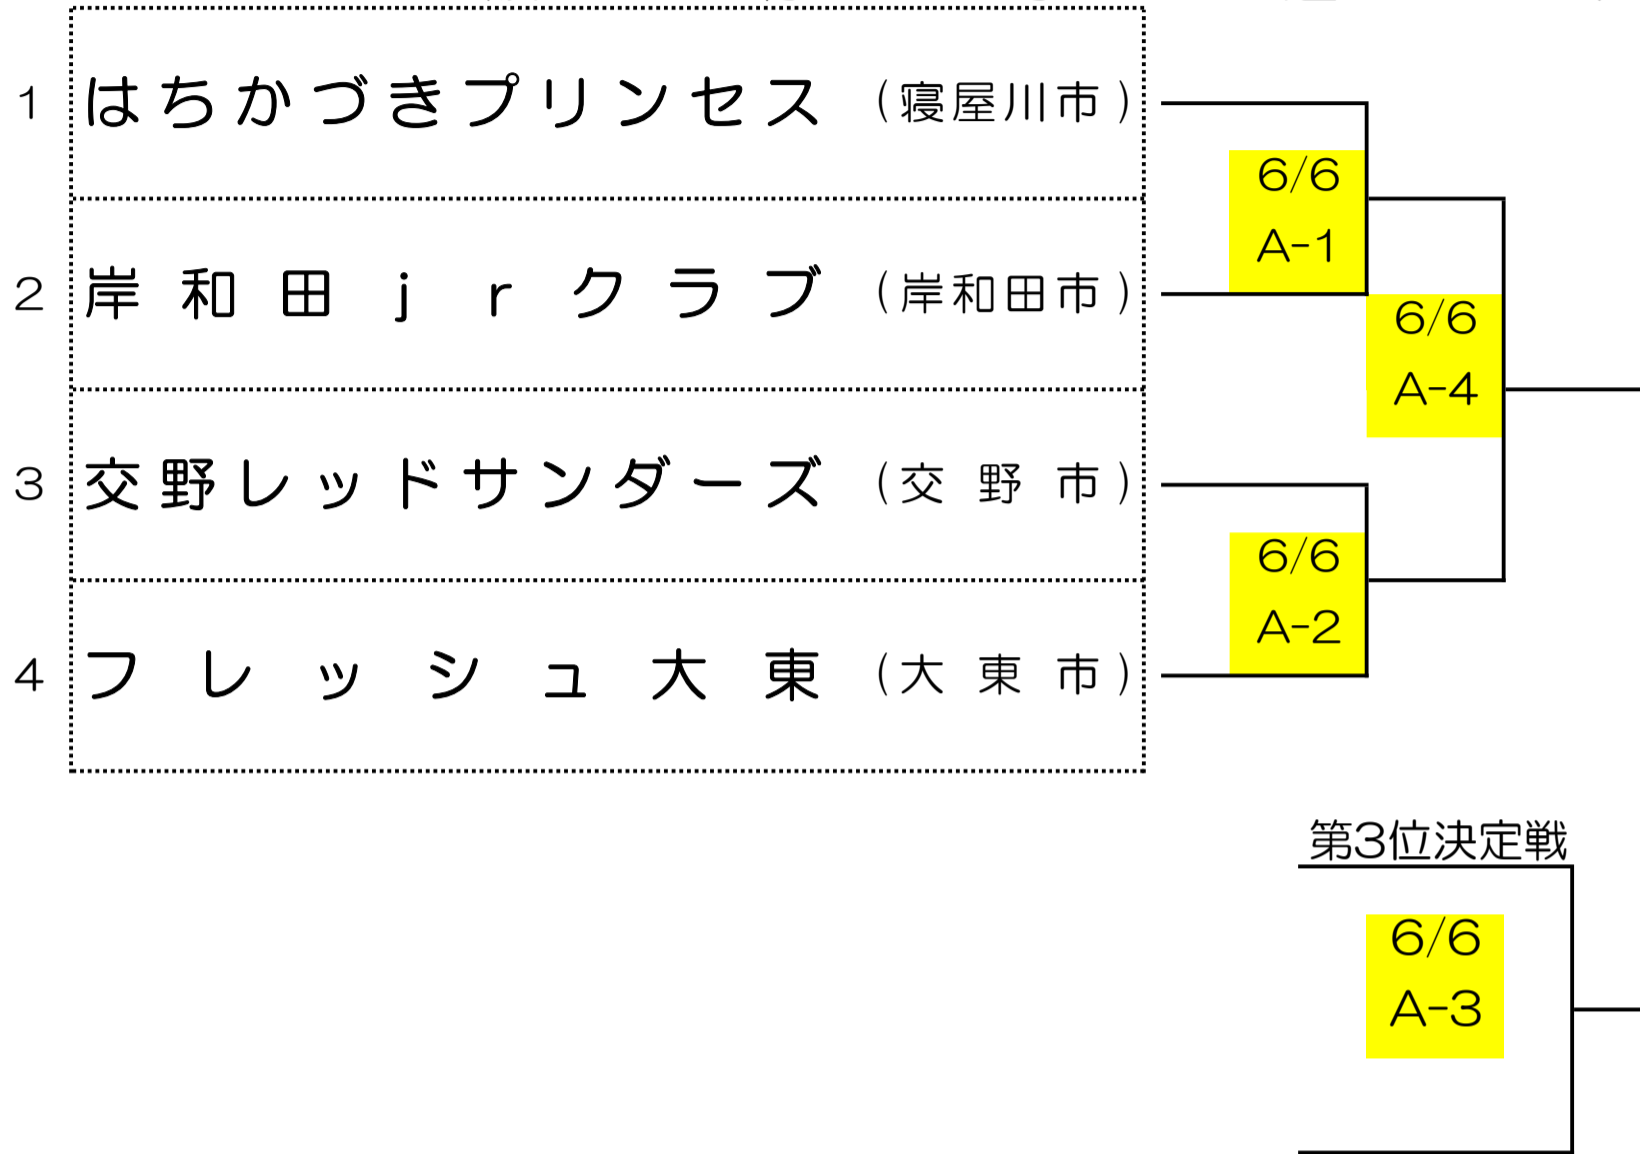 1 はちかづきプリンセス (寝屋川市)
6/6
A-1
2 岸和田jrクラブ (岸和田市)
6/6
A-4
3 交野レッドサンダーズ (交野市)
6/6
A-2
4 フレッシュ大東 (大東市)
第3位決定戦
6/6
A-3